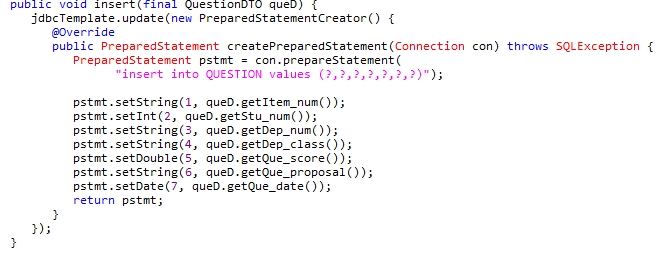 public void insert(final QuestionDTO queD) {
jdbcTemplate.update(new PreparedStatementCreator() {
@Override
public PreparedStatement createPreparedStatement(Connection con) throws SQLException {
PreparedStatement pstmt = con.prepareStatement(
"insert into QUESTION values (?,?,?,?,?,?,?)");
pstmt.setString(1, queD.getItem_num());
pstmt.setInt(2, queD.getStu_num());
pstmt.setString(3, queD.getDep_num());
pstmt.setString(4, queD.getDep_class());
pstmt.setDouble(5, queD.getQue_score());
pstmt.setString(6, queD.getQue_proposal());
pstmt.setDate(7, queD.getQue_date());
return pstmt;
}
});
}